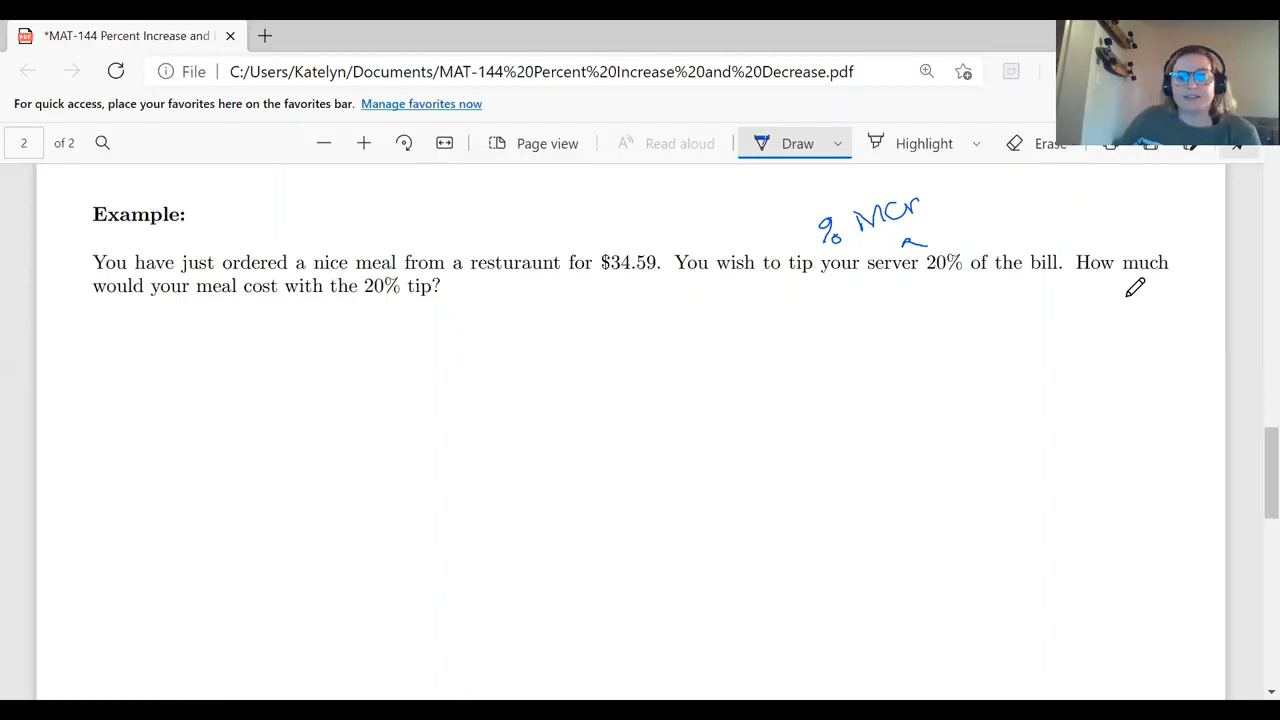 *MAT-144 Percent Increase and
File C:/Users/Katelyn/Documents/MAT-144%20Percent%20Increase%20and%20Decrease.pdf
For quick access, place your favorites here on the favorites bar. Manage favorites now
2 of 2 Page view Read aloud Draw Highlight Erase
Example:
% Mcr
You have just ordered a nice meal from a resturaunt for $34.59. You wish to tip your server 20% of the bill. How much
would your meal cost with the 20% tip?